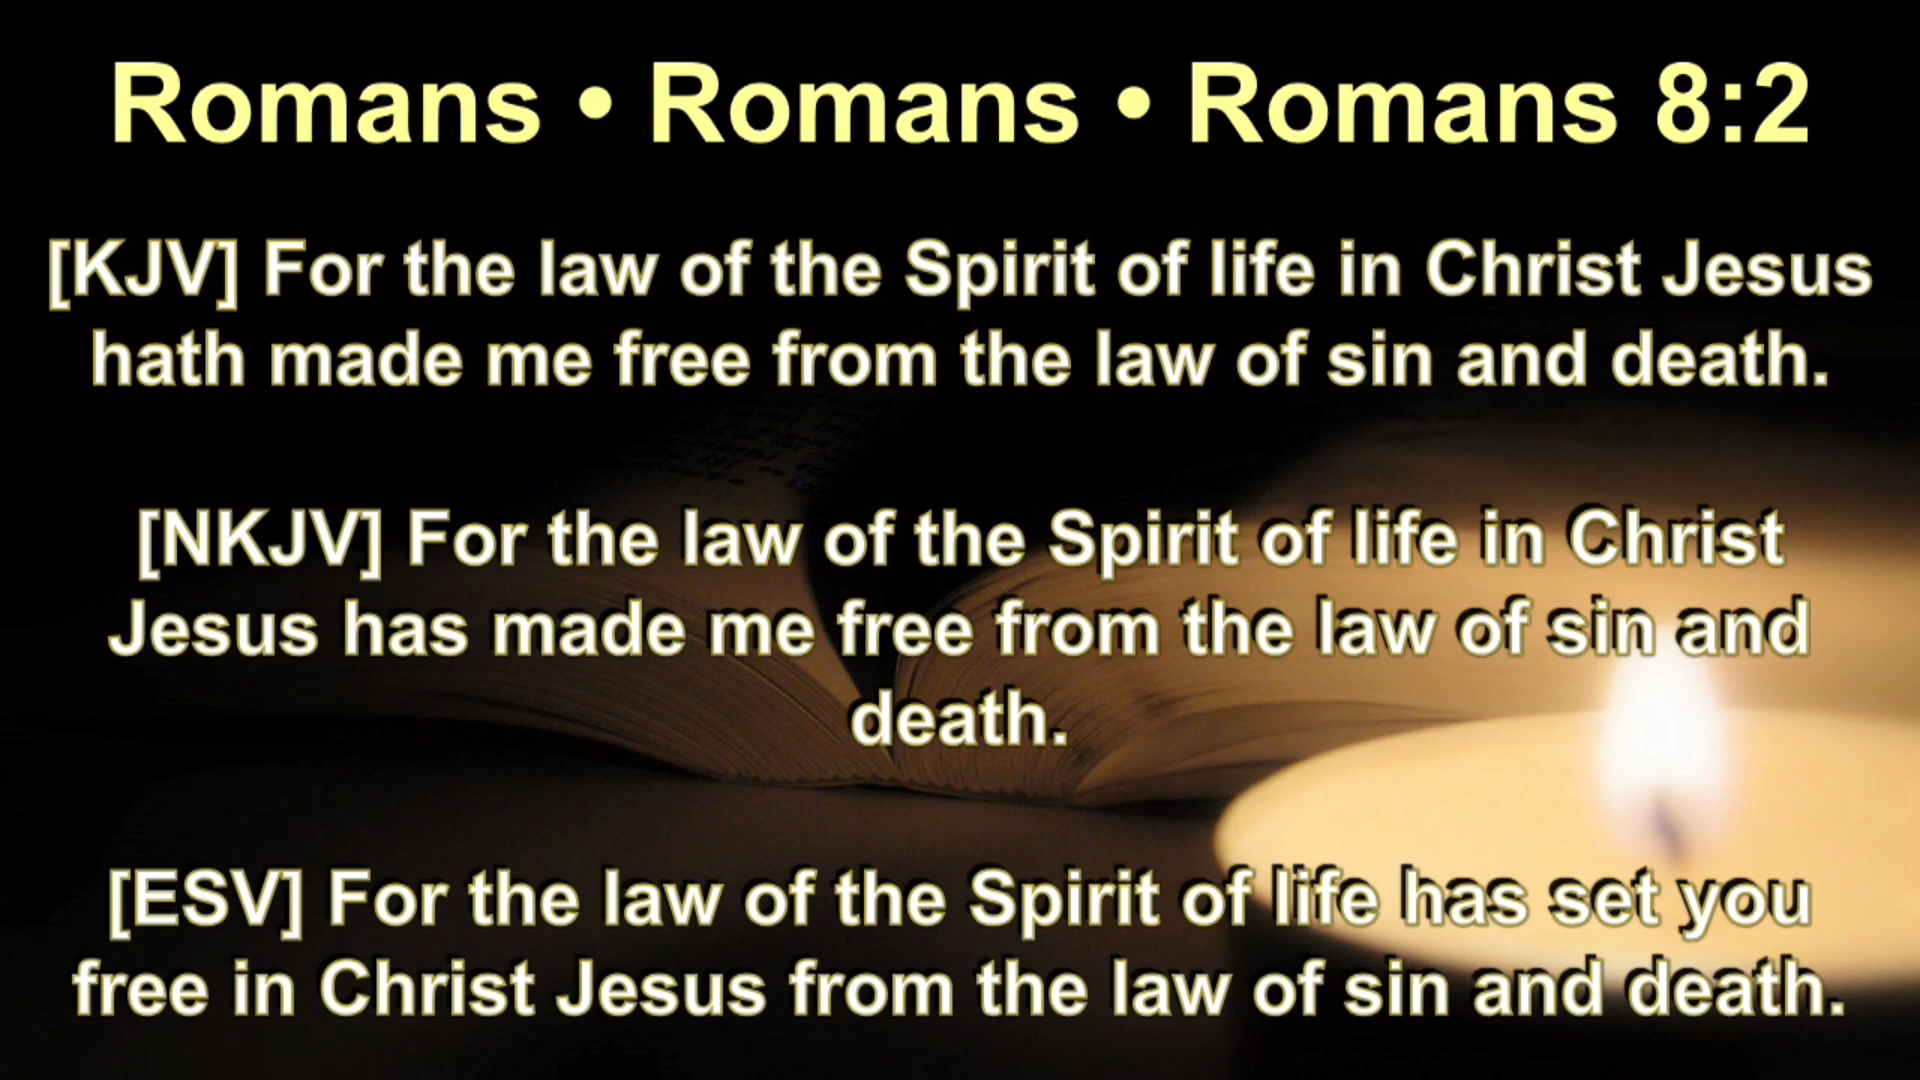 Romans • Romans • Romans 8:2
[KJV] For the law of the Spirit of life in Christ Jesus
hath made me free from the law of sin and death.
[NKJV] For the law of the Spirit of life in Christ
Jesus has made me free from the law of sin and
death.
[ESV] For the law of the Spirit of life has set you
free in Christ Jesus from the law of sin and death.